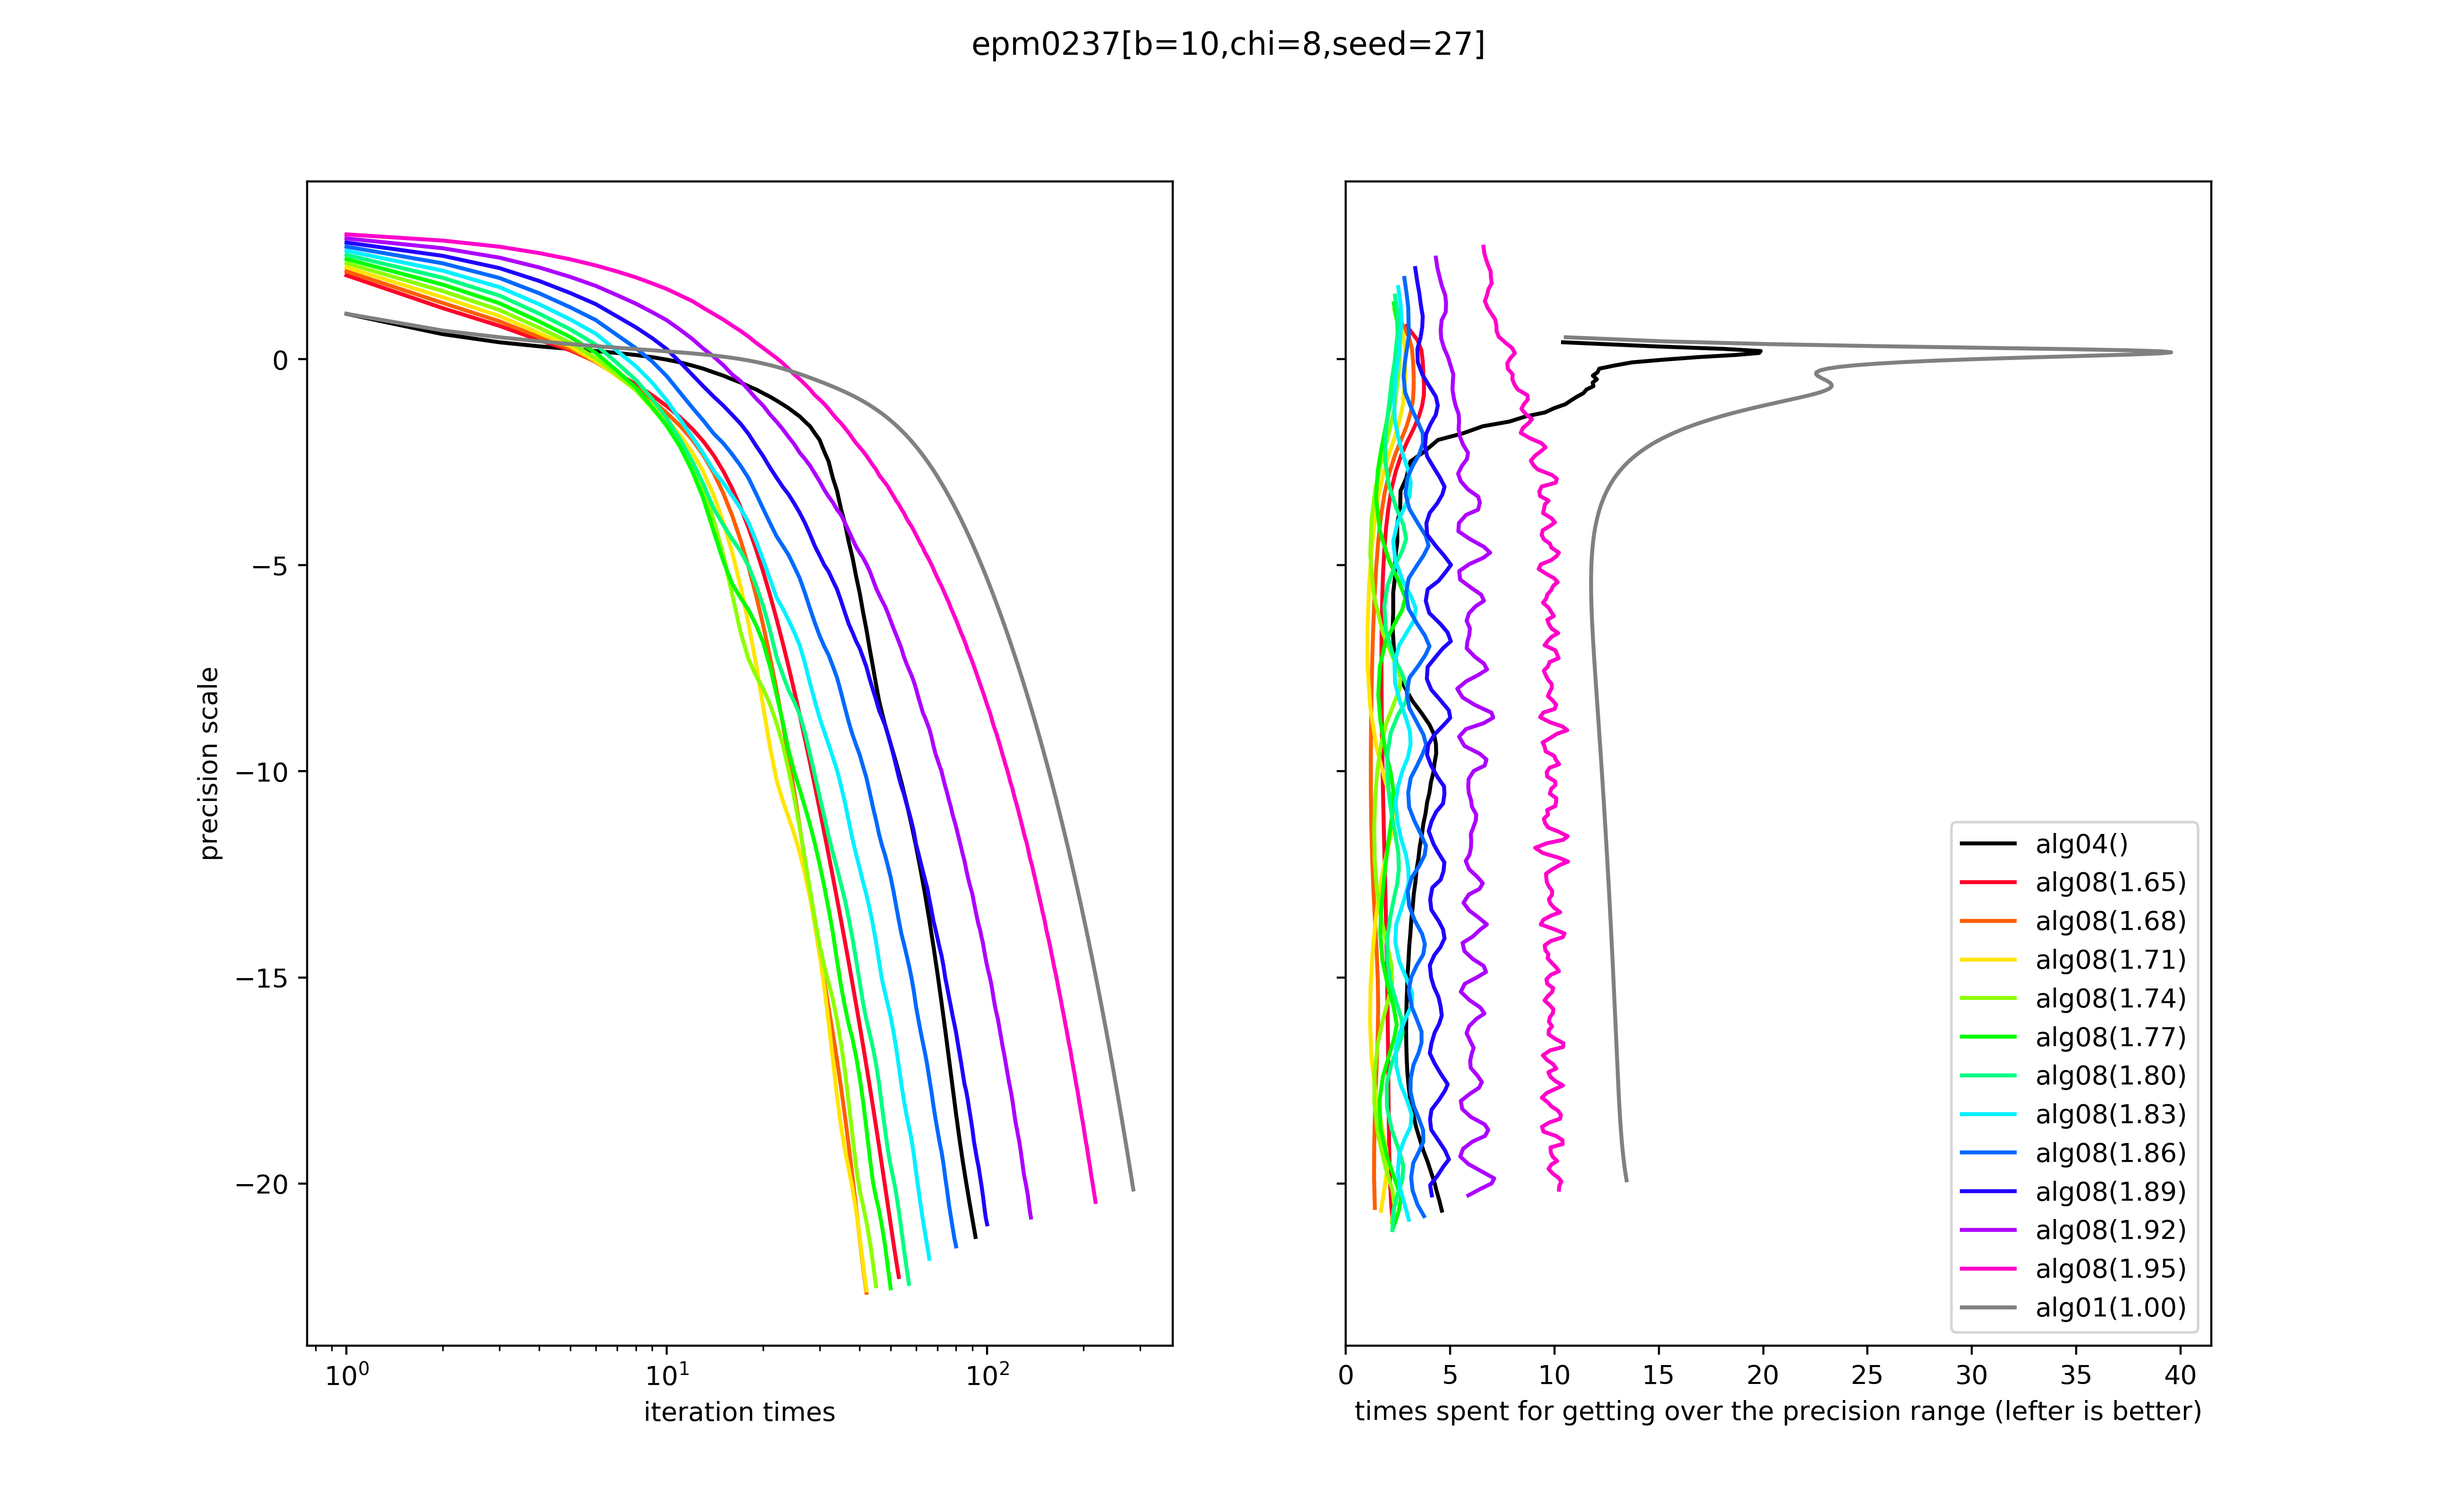 epm0237[b=10,chi=8,seed=27]
precision scale
0
−5
−10
−15
−20
10⁰
10¹
10²
iteration times
0
5
10
15
20
25
30
35
40
times spent for getting over the precision range (lefter is better)
alg04()
alg08(1.65)
alg08(1.68)
alg08(1.71)
alg08(1.74)
alg08(1.77)
alg08(1.80)
alg08(1.83)
alg08(1.86)
alg08(1.89)
alg08(1.92)
alg08(1.95)
alg01(1.00)